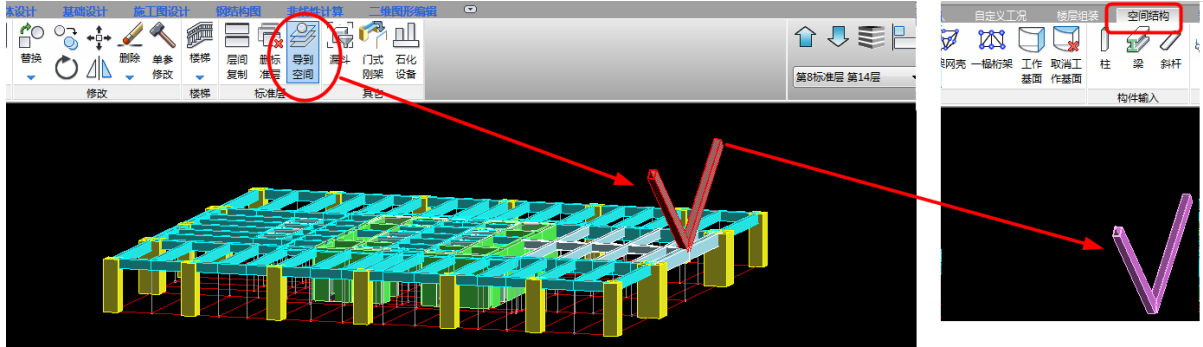 体设计 基础设计 施工图设计 钢结构图 非线性计算 二维图形编辑
替换 删除 单参修改 楼梯 层间复制 删标准层 导到空间 漏斗 门式刚架 石化设备
修改 楼梯 标准层 其它
第8标准层 第14层
自定义工况 楼层组装 空间结构
网壳 一榀桁架 工作基面 取消工作基面 柱 梁 斜杆
构件输入